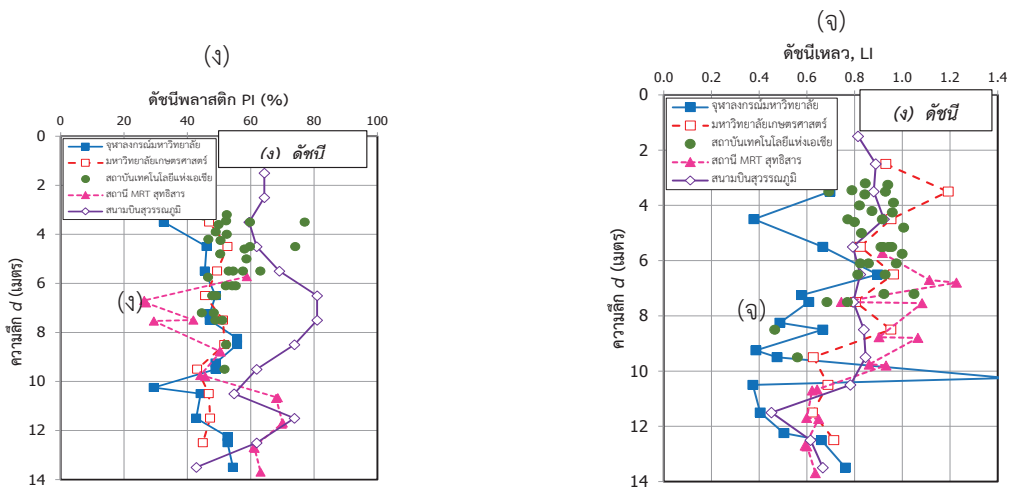 (ง)
ดัชนีพลาสติก PI (%)
0 20 40 60 80 100
0
2
4
6
8
10
12
14
ความลึก d (เมตร)
จุฬาลงกรณ์มหาวิทยาลัย
มหาวิทยาลัยเกษตรศาสตร์
สถาบันเทคโนโลยีแห่งเอเชีย
สถานี MRT สุทธิสาร
สนามบินสุวรรณภูมิ
(ง) ดัชนี
(ง)
(จ)
ดัชนีเหลว, LI
0.0 0.2 0.4 0.6 0.8 1.0 1.2 1.4
0
2
4
6
8
10
12
14
ความลึก d (เมตร)
จุฬาลงกรณ์มหาวิทยาลัย
มหาวิทยาลัยเกษตรศาสตร์
สถาบันเทคโนโลยีแห่งเอเชีย
สถานี MRT สุทธิสาร
สนามบินสุวรรณภูมิ
(ง) ดัชนี
(จ)